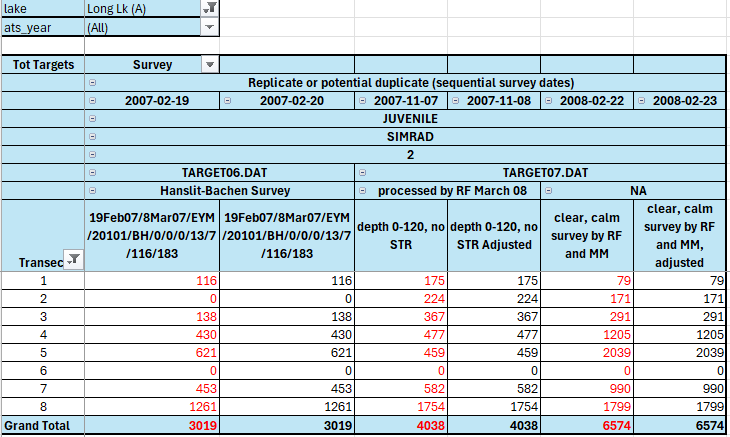 lake Long Lk (A)
ats_year (All)
Tot Targets Survey
Replicate or potential duplicate (sequential survey dates)
2007-02-19 2007-02-20 2007-11-07 2007-11-08 2008-02-22 2008-02-23
JUVENILE
SIMRAD
2
TARGET06.DAT TARGET07.DAT
Hanslit-Bachen Survey processed by RF March 08 NA
Transec 19Feb07/8Mar07/EYM 19Feb07/8Mar07/EYM depth 0-120, no depth 0-120, no clear, calm clear, calm
/20101/BH/0/0/0/13/7 /20101/BH/0/0/0/13/7 STR STR Adjusted survey by RF survey by RF
/116/183 /116/183 and MM and MM,
adjusted
1 116 116 175 175 79 79
2 0 0 224 224 171 171
3 138 138 367 367 291 291
4 430 430 477 477 1205 1205
5 621 621 459 459 2039 2039
6 0 0 0 0 0 0
7 453 453 582 582 990 990
8 1261 1261 1754 1754 1799 1799
Grand Total 3019 3019 4038 4038 6574 6574